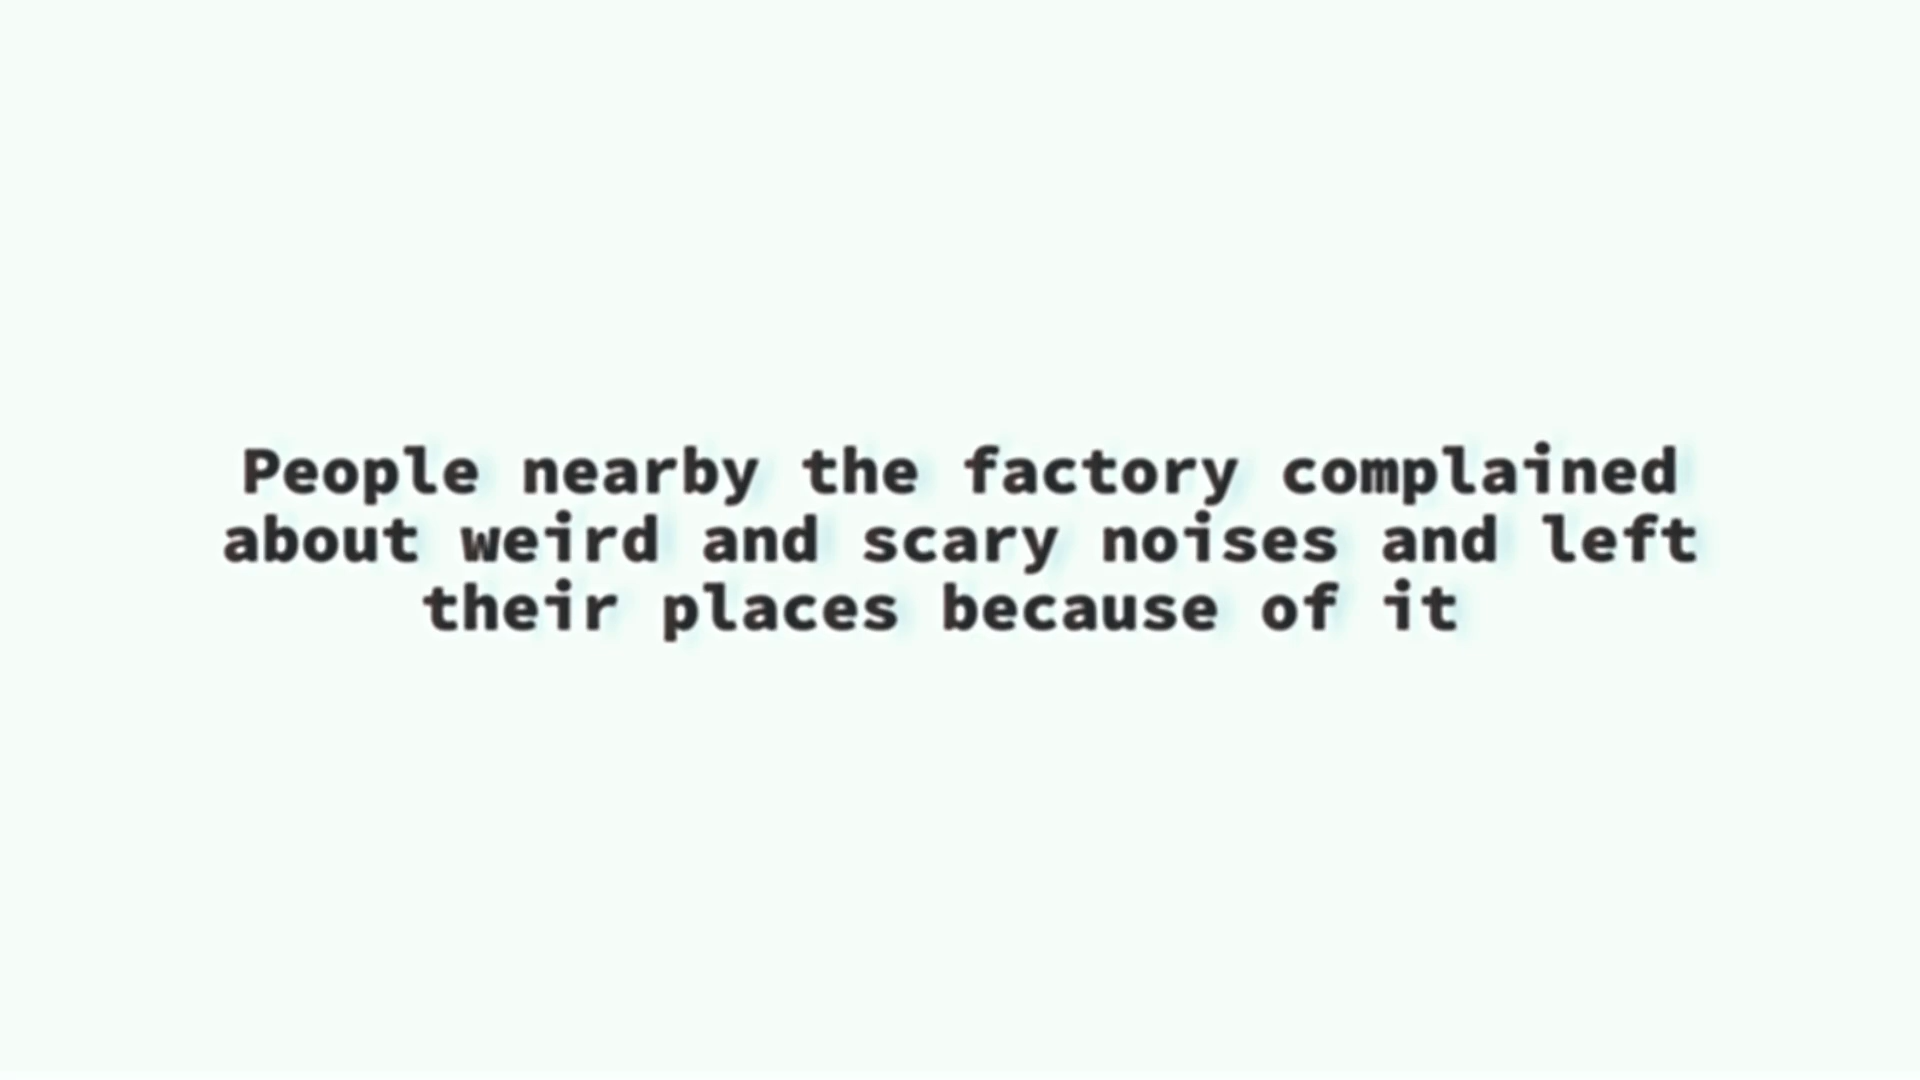 People nearby the factory complained
about weird and scary noises and left
their places because of it